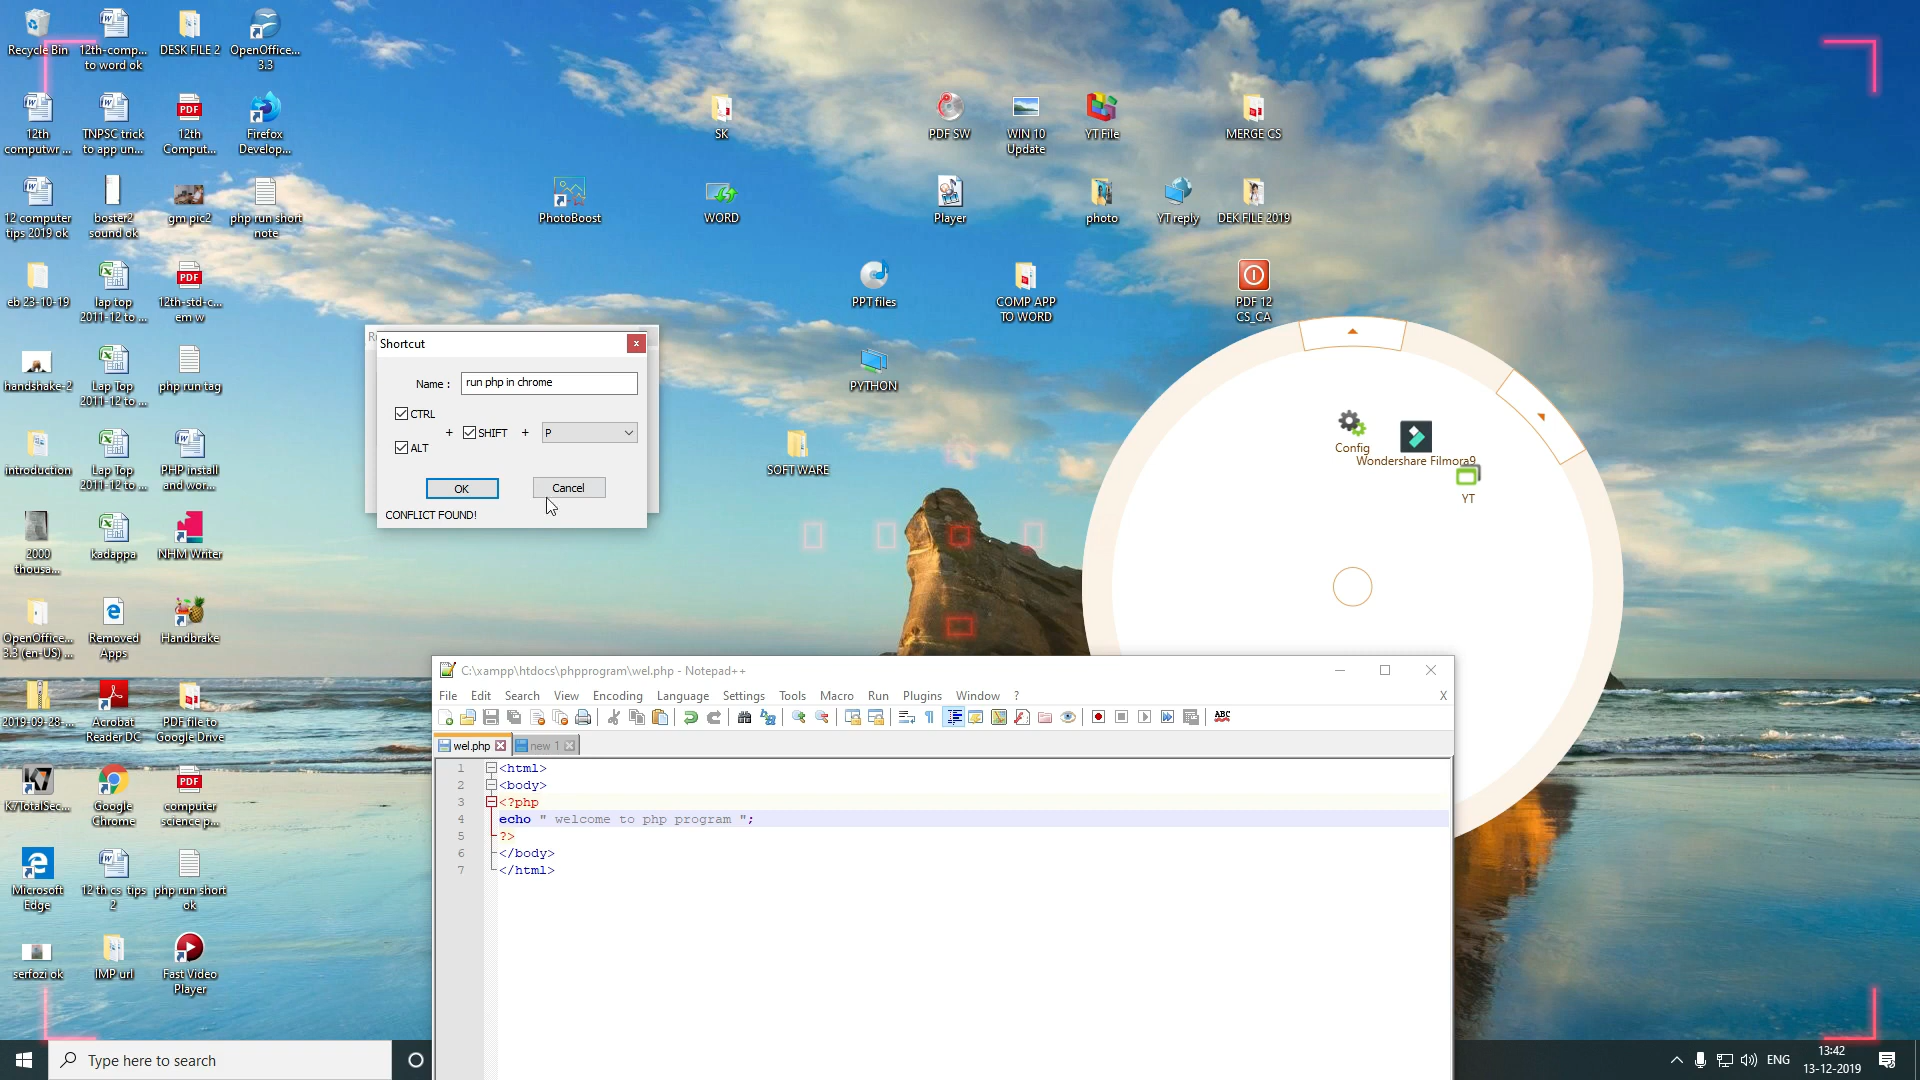 Recycle Bin
12th-comp...
to word ok
DESK FILE 2
OpenOffice...
3.3
12th
computwr ...
TNPSC trick
to app un...
12th
Comput...
Firefox
Develop...
SK
PDF SW
WIN 10
Update
YT File
MERGE CS
12 computer
tips 2019 ok
boster2
sound ok
gm pic2
php run short
note
PhotoBoost
WORD
Player
photo
YT reply
DEK FILE 2019
eb 23-10-19
lap top
2011-12 to ...
12th-std-c...
em w
PPT files
COMP APP
TO WORD
PDF 12
CS_CA
handshake-2
Lap Top
2011-12 to ...
php run tag
PYTHON
Shortcut
Name :
run php in chrome
CTRL
+
SHIFT
+
P
ALT
OK
Cancel
CONFLICT FOUND!
Config
Wondershare Filmora9
YT
introduction
Lap Top
2011-12 to ...
PHP install
and wor...
SOFT WARE
2000
thousa...
kadappa
NHM Writer
OpenOffice...
3.3 (en-US) ...
Removed
Apps
Handbrake
2019-09-28-...
Acrobat
Reader DC
PDF file to
Google Drive
K7TotalSec...
Google
Chrome
computer
science p...
Microsoft
Edge
12 th cs tips
2
php run short
ok
serfozi ok
IMP url
Fast Video
Player
C:\xampp\htdocs\phpprogram\wel.php - Notepad++
File Edit Search View Encoding Language Settings Tools Macro Run Plugins Window ?
X
ABC
wel.php
new 1
1 <html>
2 <body>
3 <?php
4 echo " welcome to php program ";
5 ?>
6 </body>
7 </html>
Type here to search
ENG
13:42
13-12-2019